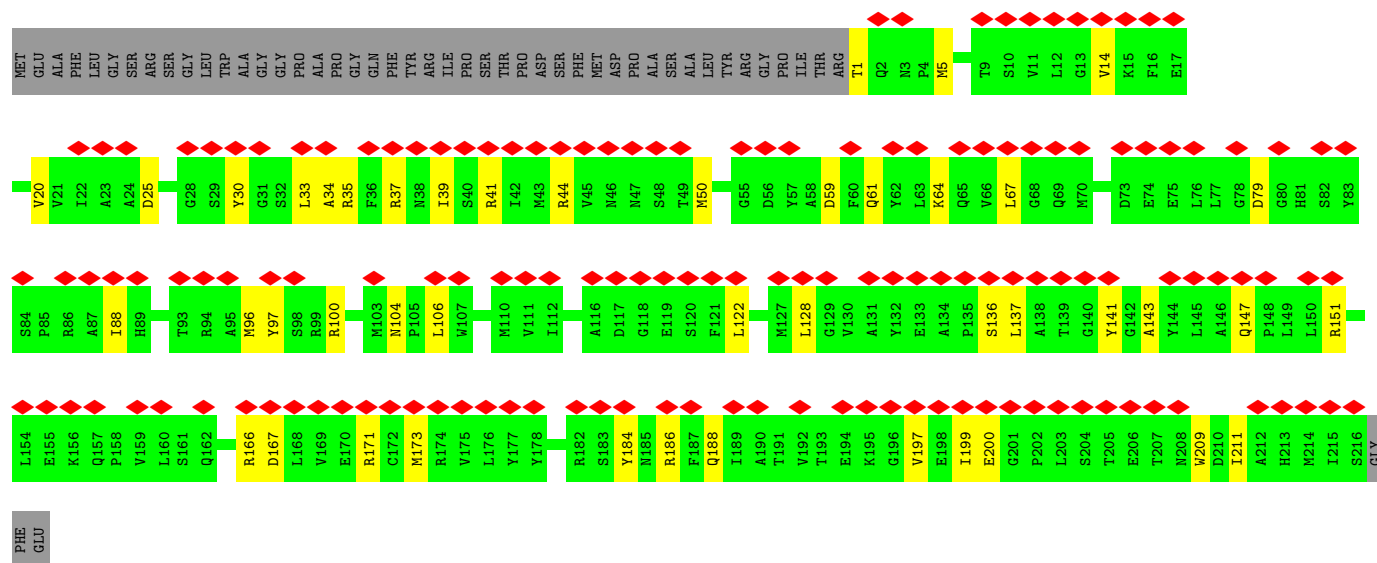 MET GLU ALA PHE LEU GLY SER ARG SER GLY LEU TRP ALA GLY GLY PRO ALA PRO GLY GLN PHE TYR ARG ILE PRO SER THR PRO ASP SER PHE MET ASP PRO ALA SER ALA LEU TYR ARG GLY PRO ILE THR ARG T1 Q2 N3 P4 M5 T9 S10 V11 L12 G13 V14 K15 F16 E17
V20 V21 I22 A23 A24 D25 G28 S29 Y30 G31 S32 L33 A34 R35 F36 R37 N38 I39 S40 R41 I42 M43 R44 V45 N46 N47 S48 T49 M50 G55 D56 Y57 A58 D59 F60 Q61 Y62 L63 K64 Q65 V66 L67 G68 Q69 M70 D73 E74 E75 L76 L77 G78 D79 G80 H81 S82 Y83
S84 P85 R86 A87 I88 H89 T93 R94 A95 M96 Y97 S98 R99 R100 M103 N104 P105 L106 W107 M110 V111 I112 A116 D117 G118 E119 S120 F121 L122 M127 L128 G129 V130 A131 Y132 E133 A134 P135 S136 L137 A138 T139 G140 Y141 G142 A143 Y144 L145 A146 Q147 P148 L149 L150 R151
L154 E155 K156 Q157 P158 V159 L160 S161 Q162 R166 D167 L168 V169 E170 R171 C172 M173 R174 V175 L176 Y177 Y178 R182 S183 Y184 N185 R186 F187 Q188 I189 A190 T191 V192 T193 E194 K195 G196 V197 E198 I199 E200 G201 P202 L203 S204 T205 E206 T207 N208 W209 D210 I211 A212 H213 M214 I215 S216 GLY
PHE GLU